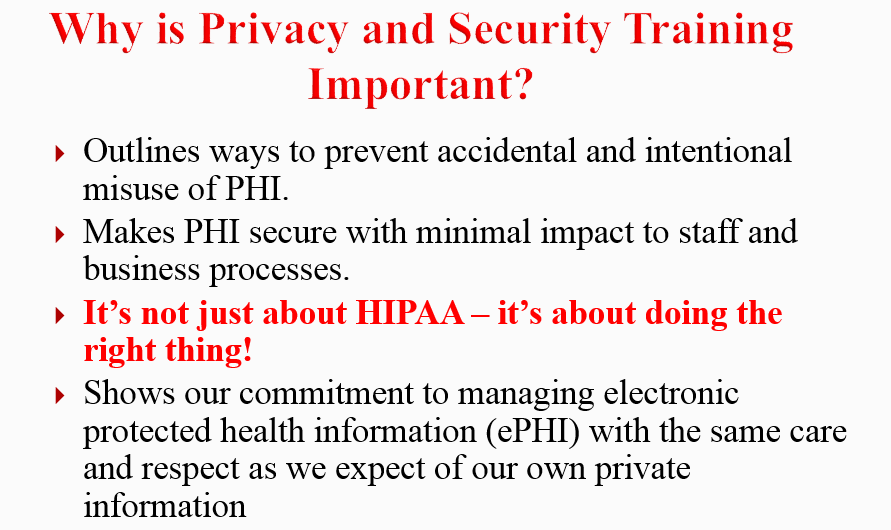 Why is Privacy and Security Training
Important?
Outlines ways to prevent accidental and intentional
misuse of PHI.
Makes PHI secure with minimal impact to staff and
business processes.
It’s not just about HIPAA – it’s about doing the
right thing!
Shows our commitment to managing electronic
protected health information (ePHI) with the same care
and respect as we expect of our own private
information